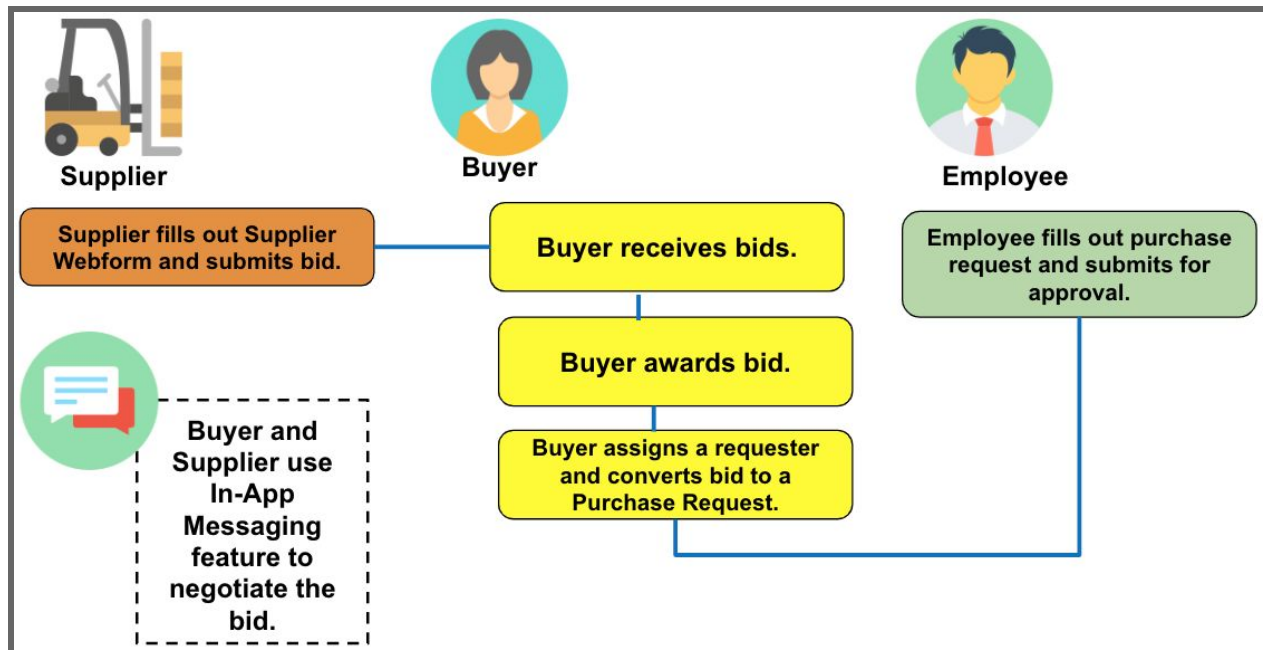 Supplier
Buyer
Employee
Supplier fills out Supplier
Webform and submits bid.
Buyer receives bids.
Employee fills out purchase
request and submits for
approval.
Buyer awards bid.
Buyer and
Supplier use
In-App
Messaging
feature to
negotiate the
bid.
Buyer assigns a requester
and converts bid to a
Purchase Request.